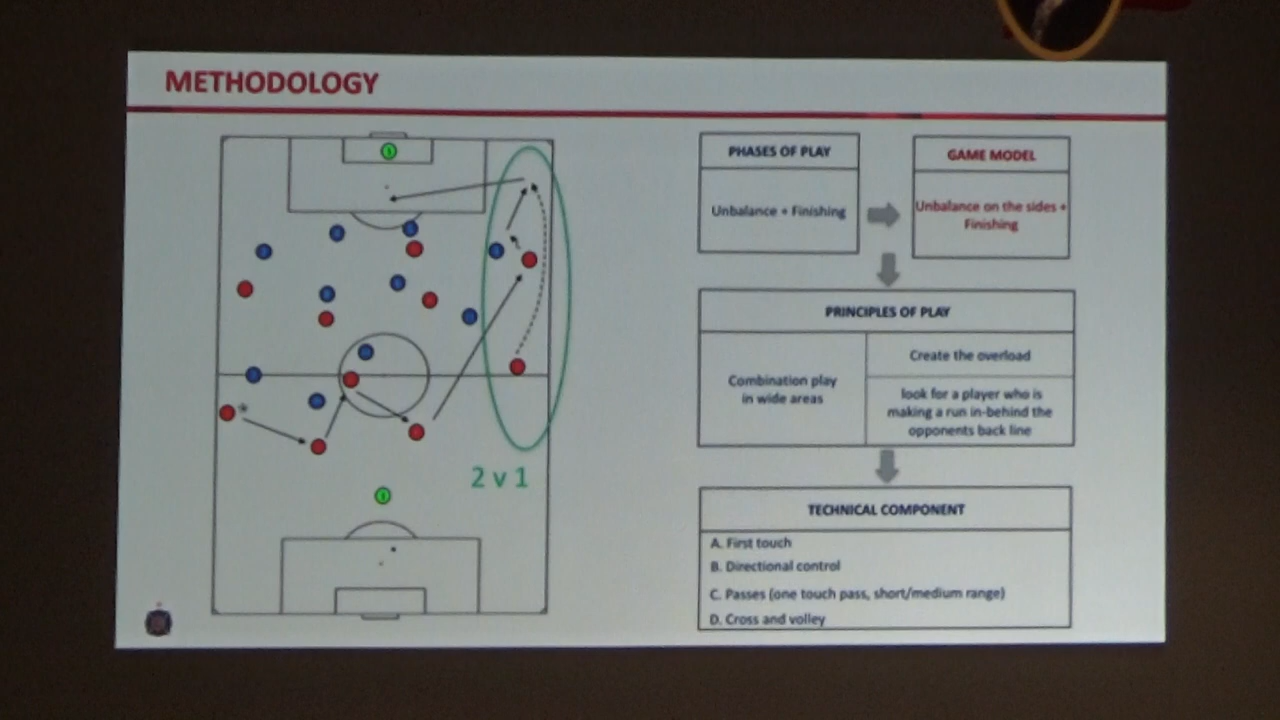 METHODOLOGY
PHASES OF PLAY
Unbalance + Finishing
GAME MODEL
Unbalance on the sides +
Finishing
PRINCIPLES OF PLAY
Combination play
in wide areas
Create the overload
look for a player who is
making a run in-behind the
opponents back line
2 v 1
TECHNICAL COMPONENT
A. First touch
B. Directional control
C. Passes (one touch pass, short/medium range)
D. Cross and volley